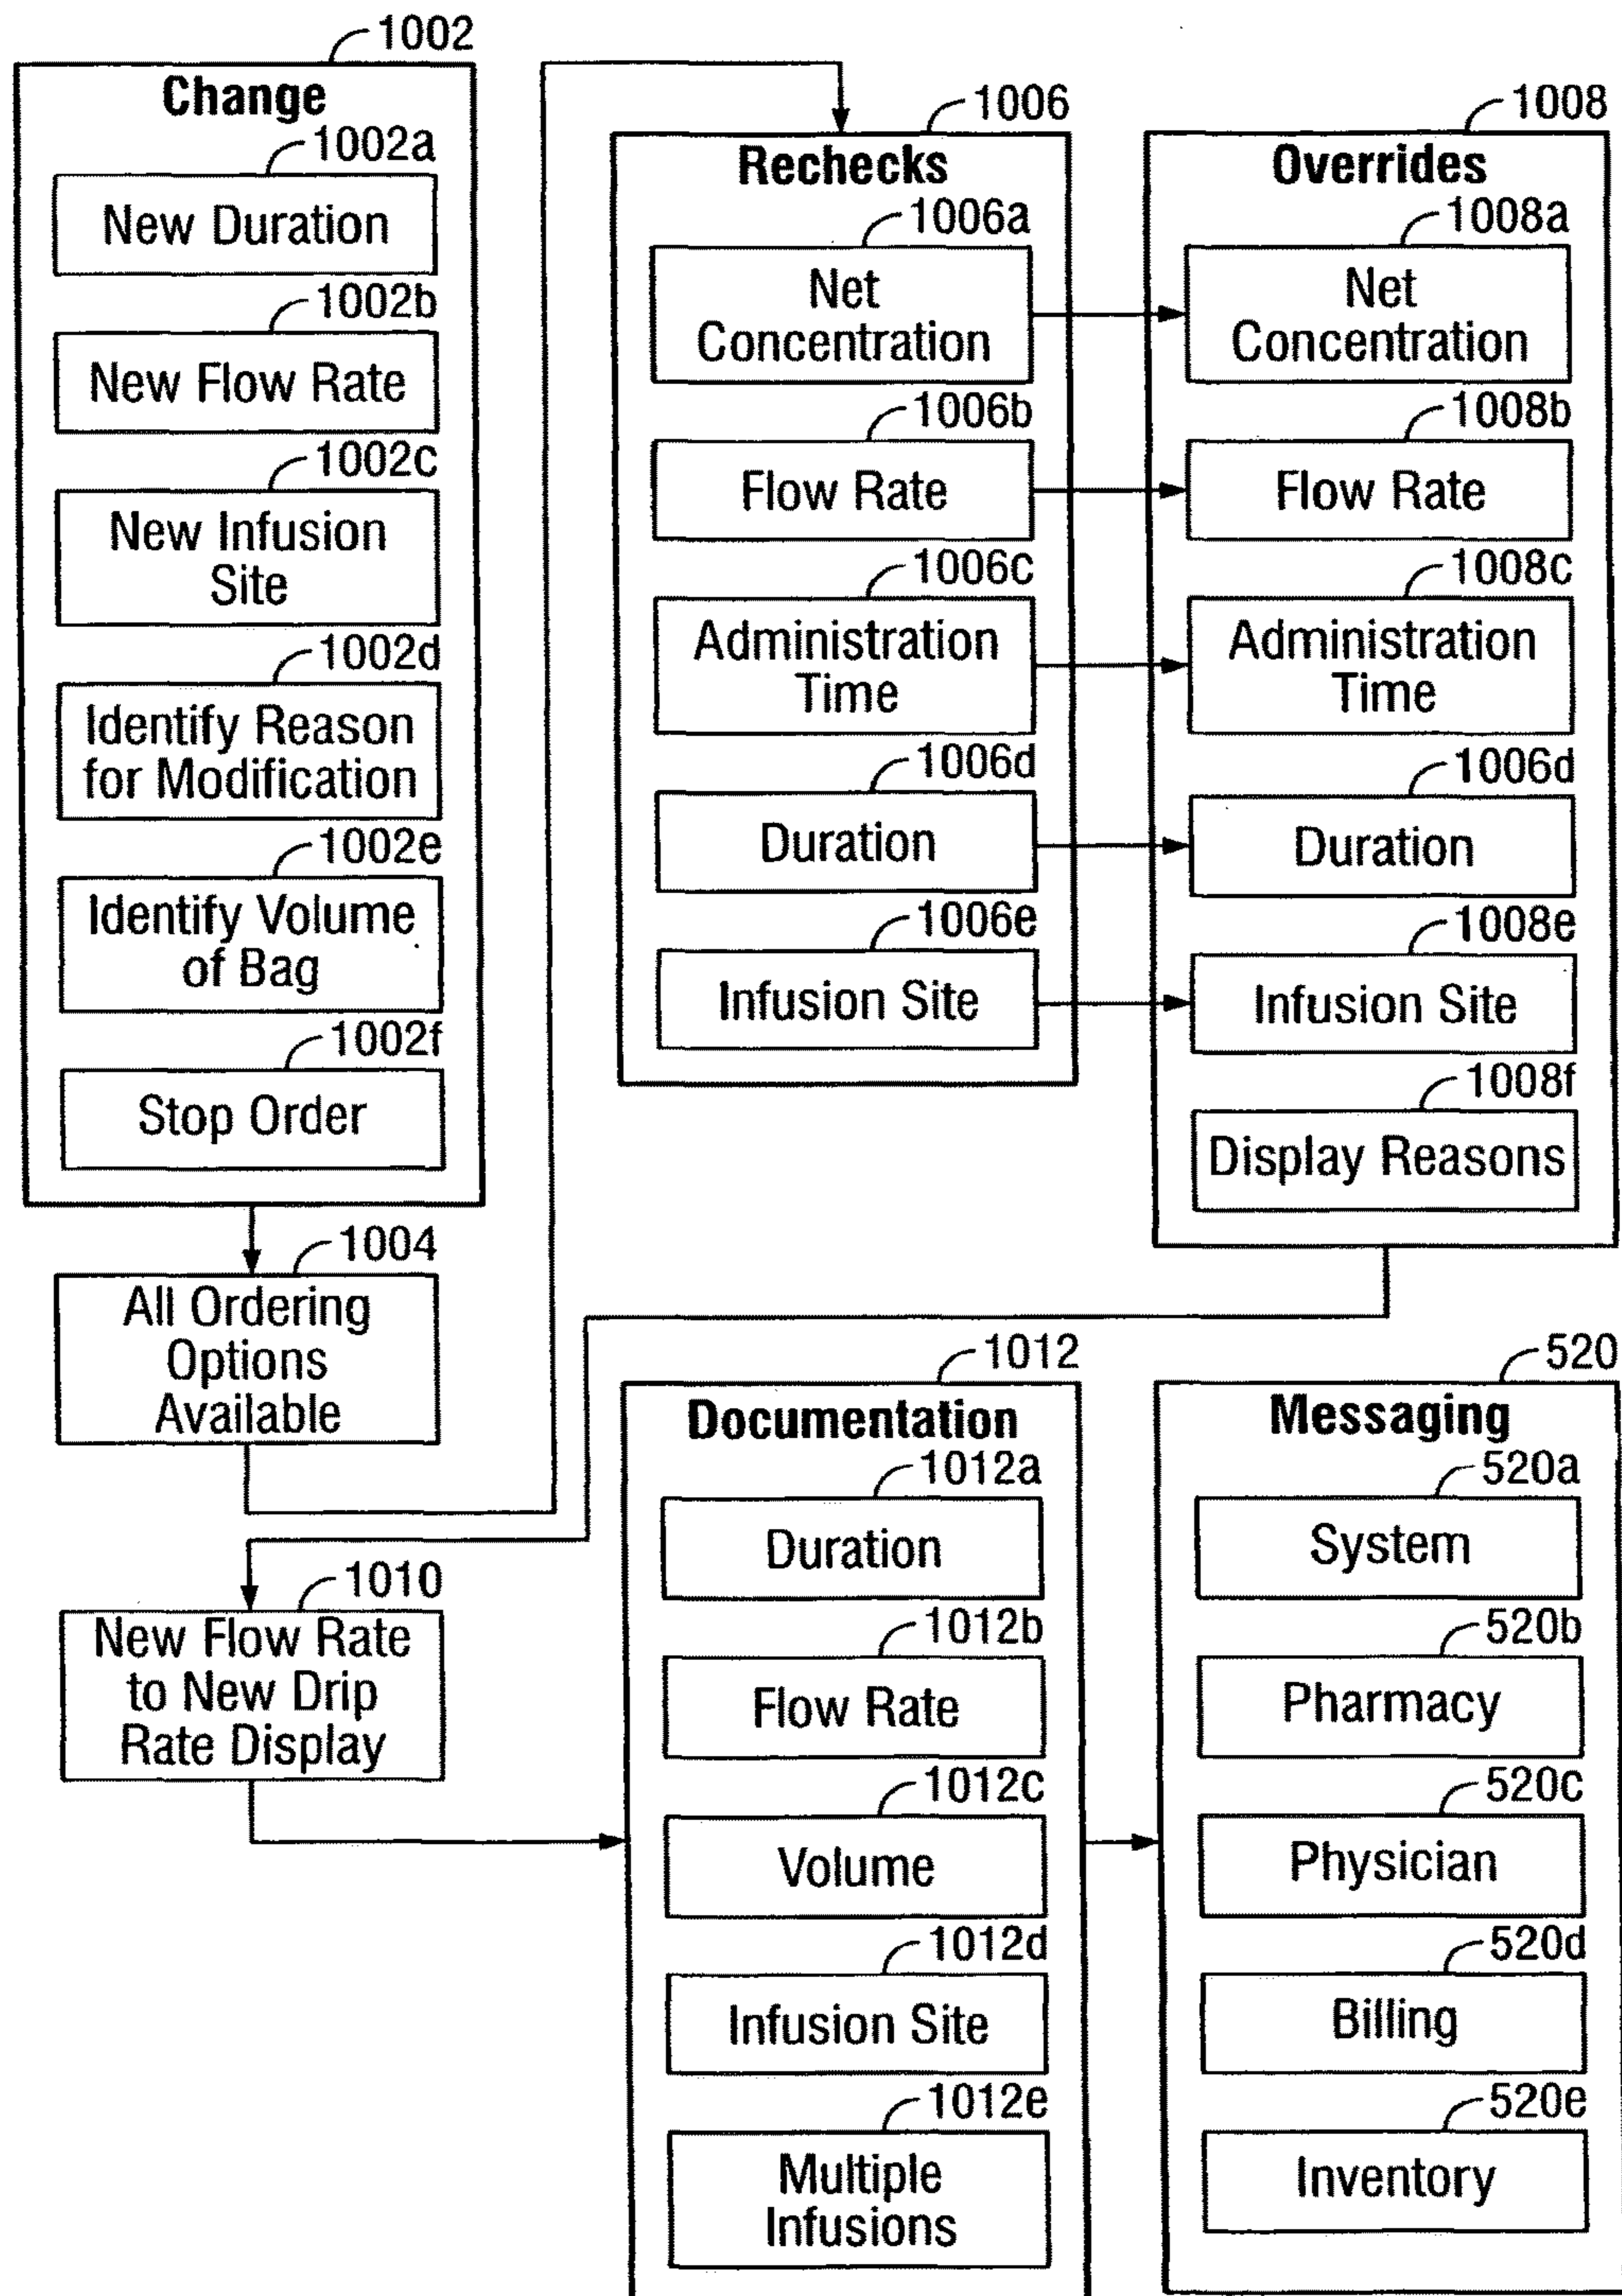 1002
Change
1002a
New Duration
1002b
New Flow Rate
1002c
New Infusion
Site
1002d
Identify Reason
for Modification
1002e
Identify Volume
of Bag
1002f
Stop Order
1004
All Ordering
Options
Available
1006
Rechecks
1006a
Net
Concentration
1006b
Flow Rate
1006c
Administration
Time
1006d
Duration
1006e
Infusion Site
1008
Overrides
1008a
Net
Concentration
1008b
Flow Rate
1008c
Administration
Time
1006d
Duration
1008e
Infusion Site
1008f
Display Reasons
1010
New Flow Rate
to New Drip
Rate Display
1012
Documentation
1012a
Duration
1012b
Flow Rate
1012c
Volume
1012d
Infusion Site
1012e
Multiple
Infusions
520
Messaging
520a
System
520b
Pharmacy
520c
Physician
520d
Billing
520e
Inventory